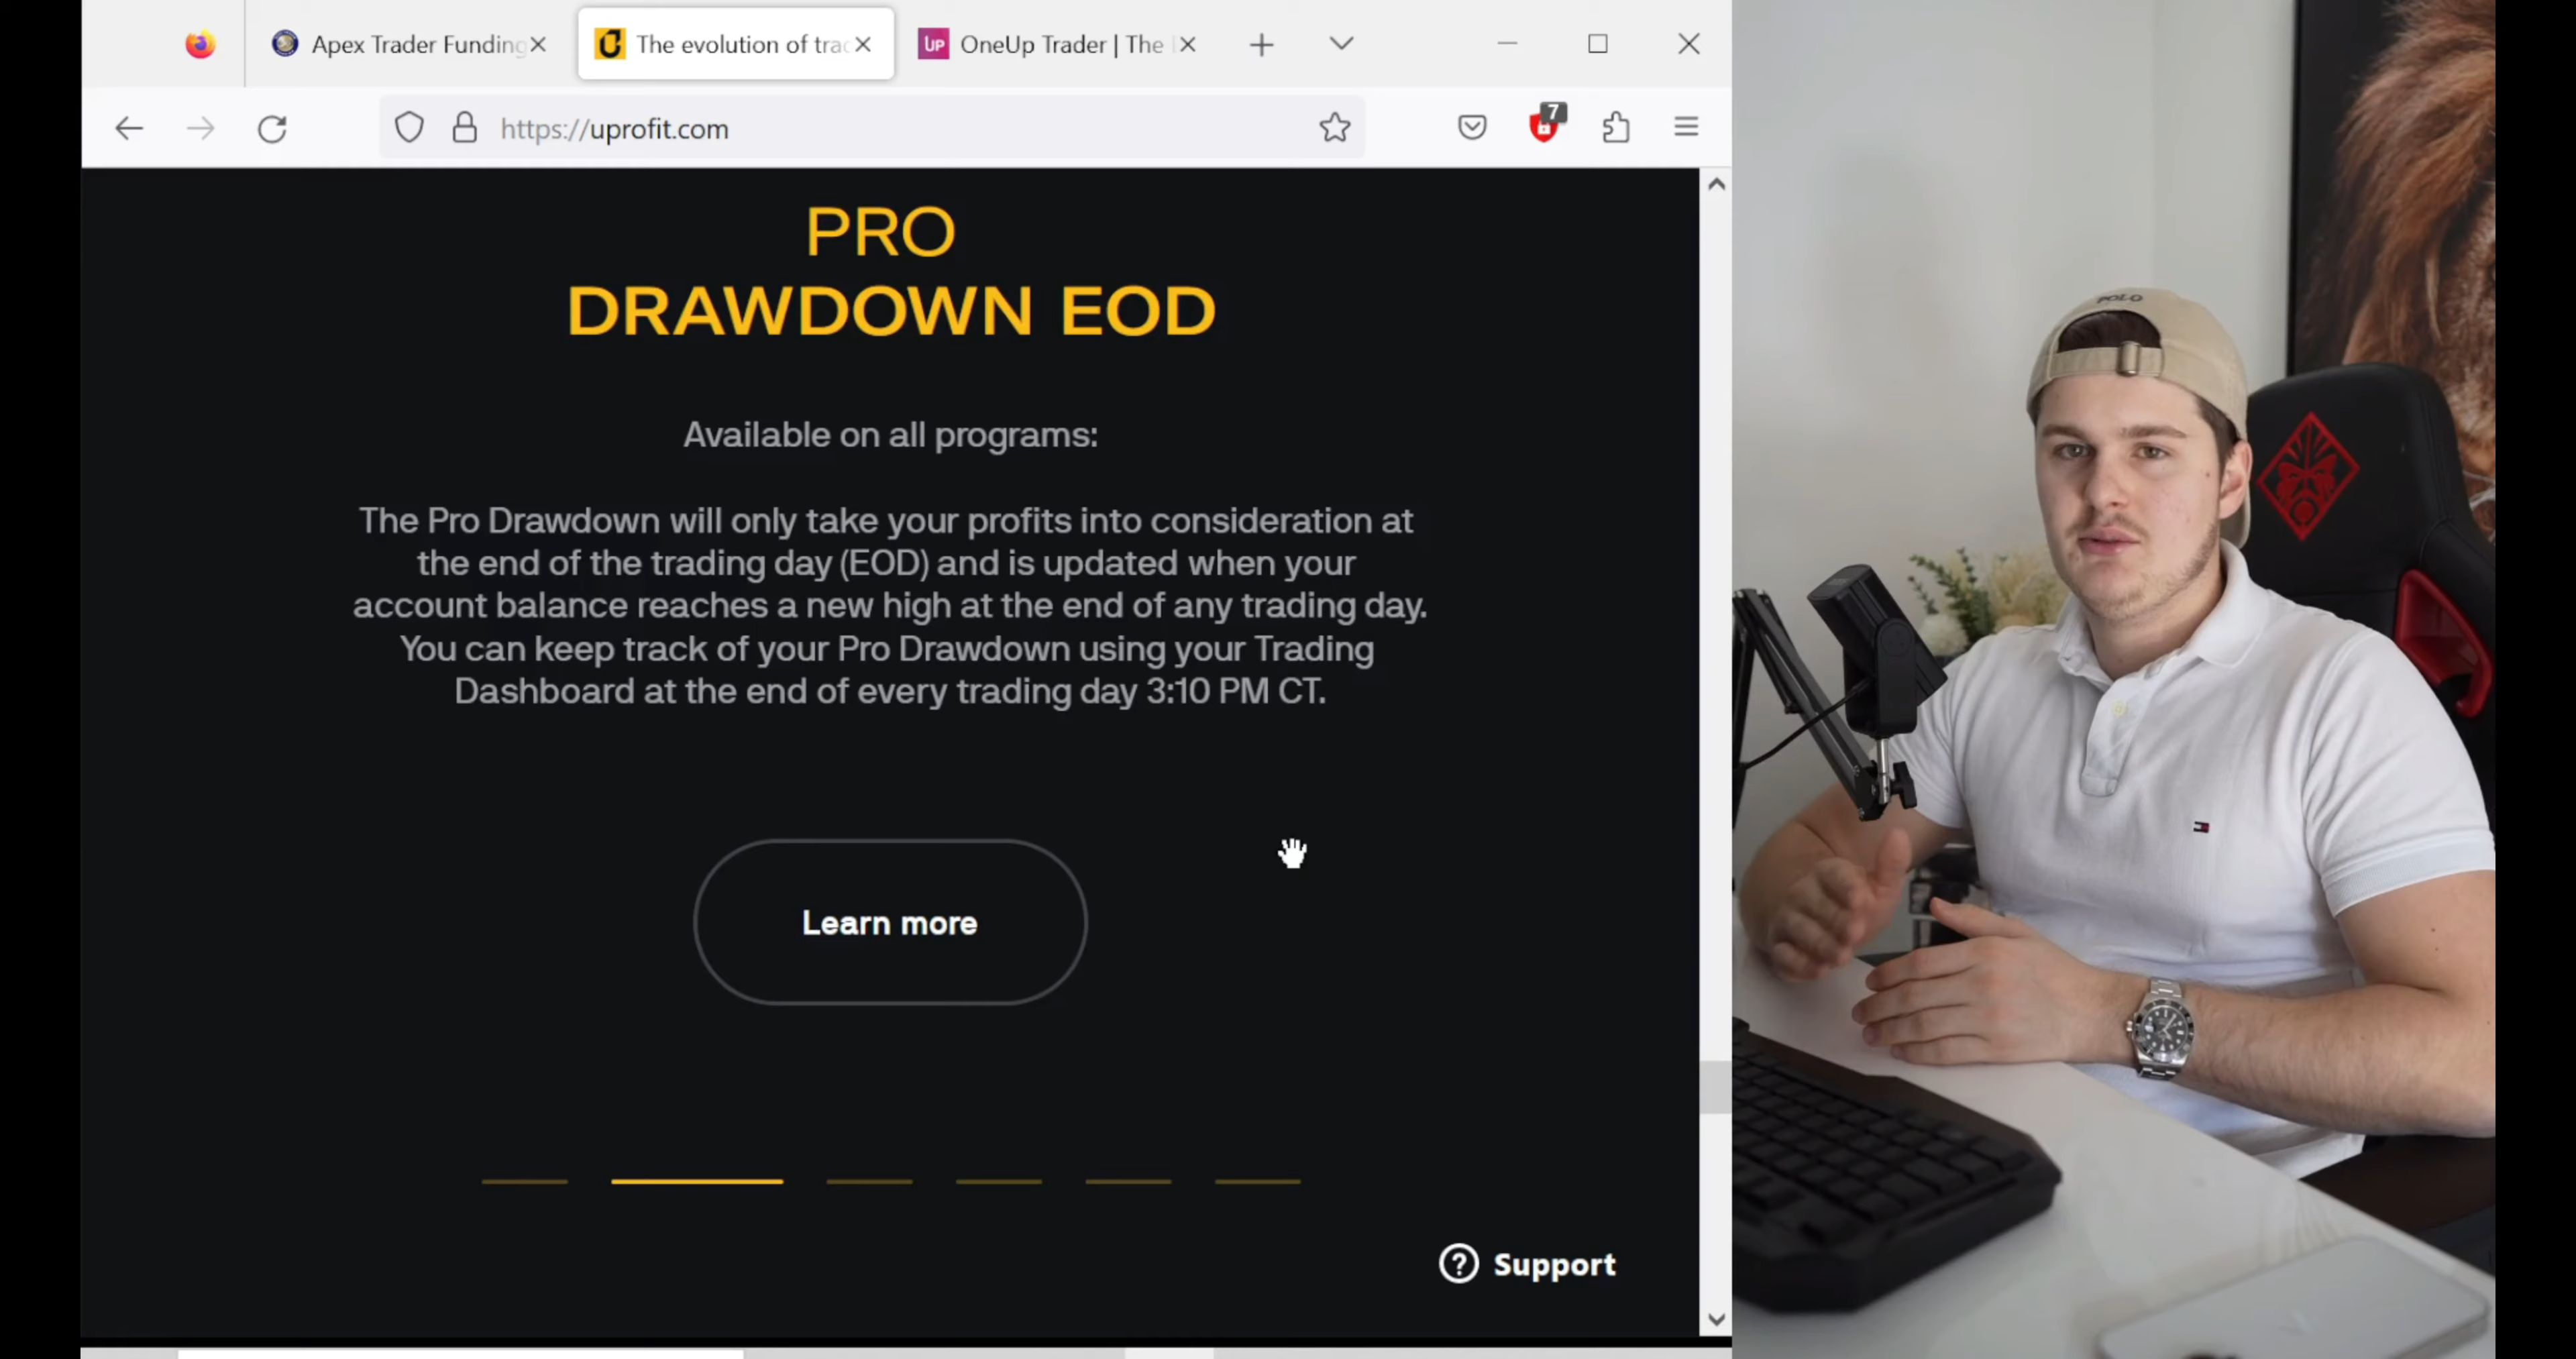 Apex Trader Funding
The evolution of trac
UP
OneUp Trader | The
https://uprofit.com
7
PRO
DRAWDOWN EOD
Available on all programs:
The Pro Drawdown will only take your profits into consideration at
the end of the trading day (EOD) and is updated when your
account balance reaches a new high at the end of any trading day.
You can keep track of your Pro Drawdown using your Trading
Dashboard at the end of every trading day 3:10 PM CT.
Learn more
? Support
POLO